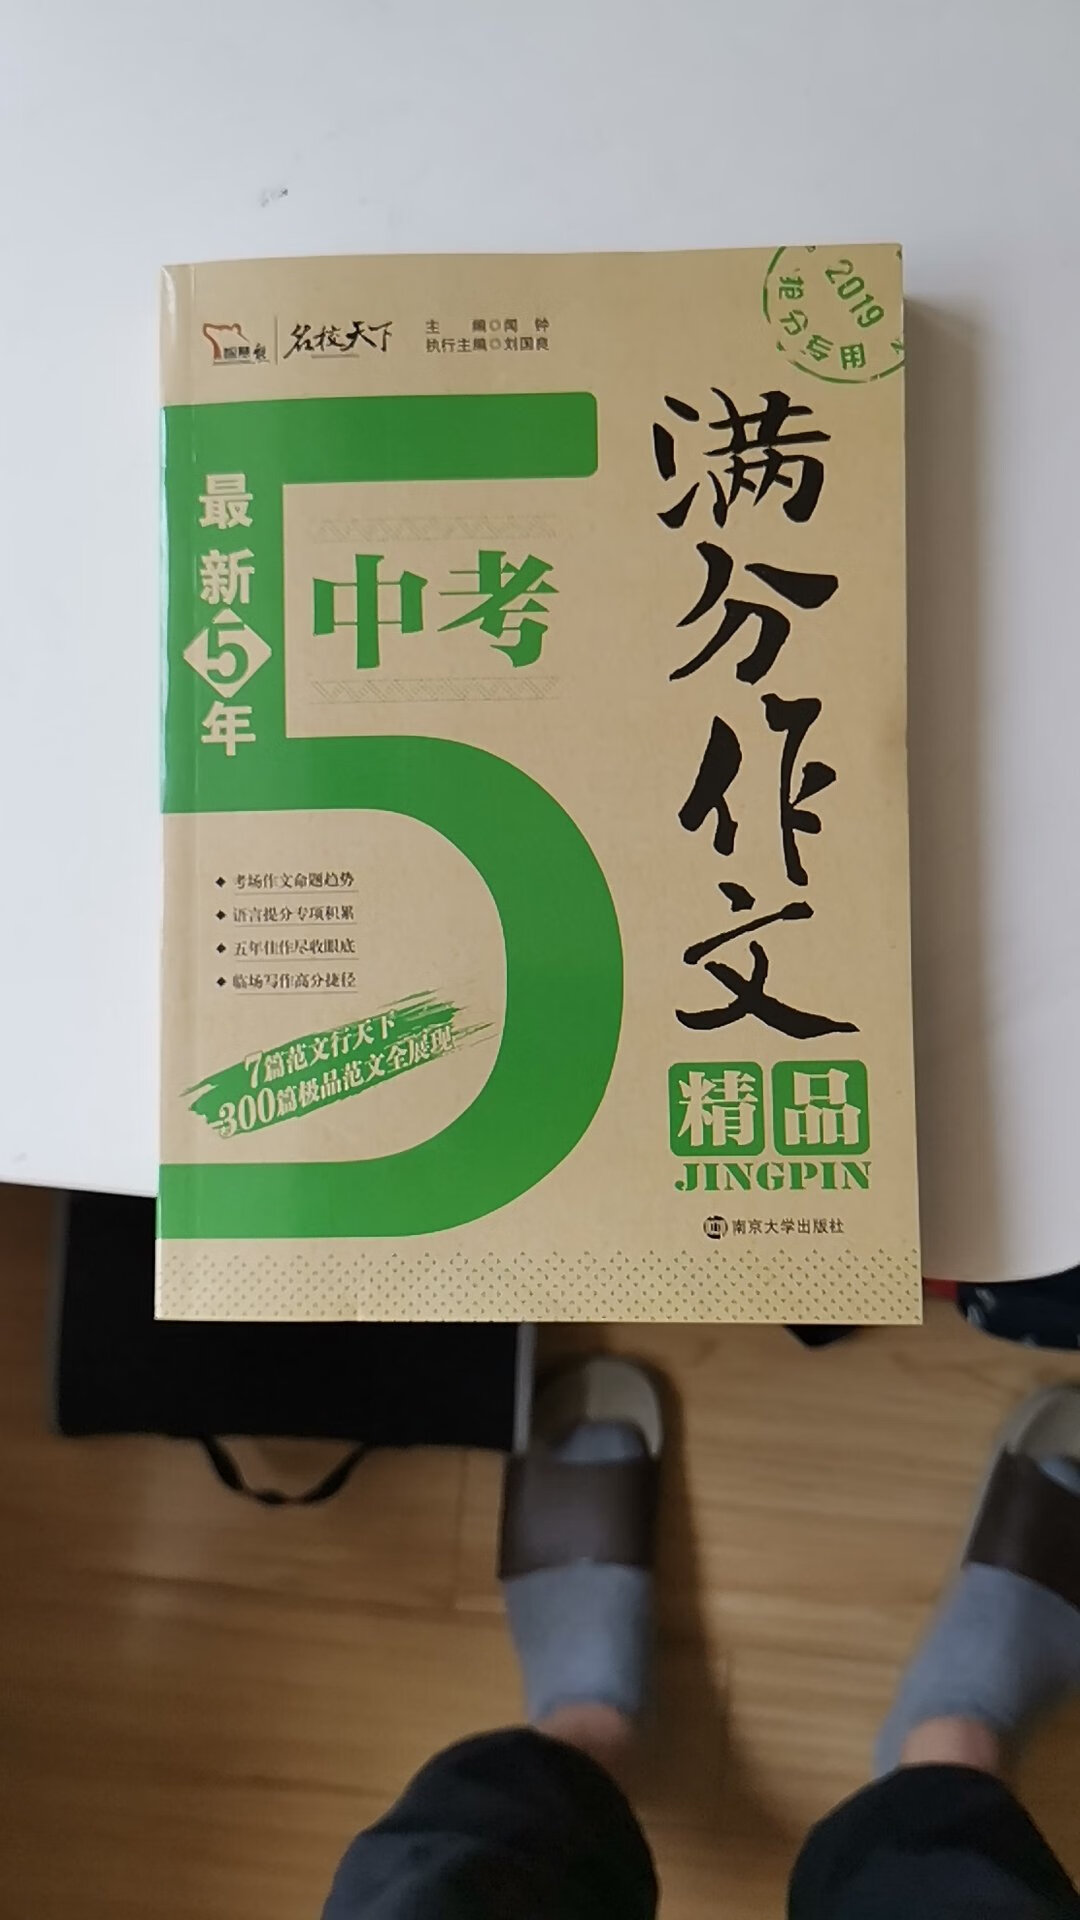 智慧熊
名校天下
主 编◎闻 钟
执行主编◎刘国良
2019
抢分专用
最新5年
中考
满分作文
精品
JINGPIN
◆ 考场作文命题趋势
◆ 语言提分专项积累
◆ 五年佳作尽收眼底
◆ 临场写作高分捷径
7篇范文行天下
300篇极品范文全展现
南京大学出版社